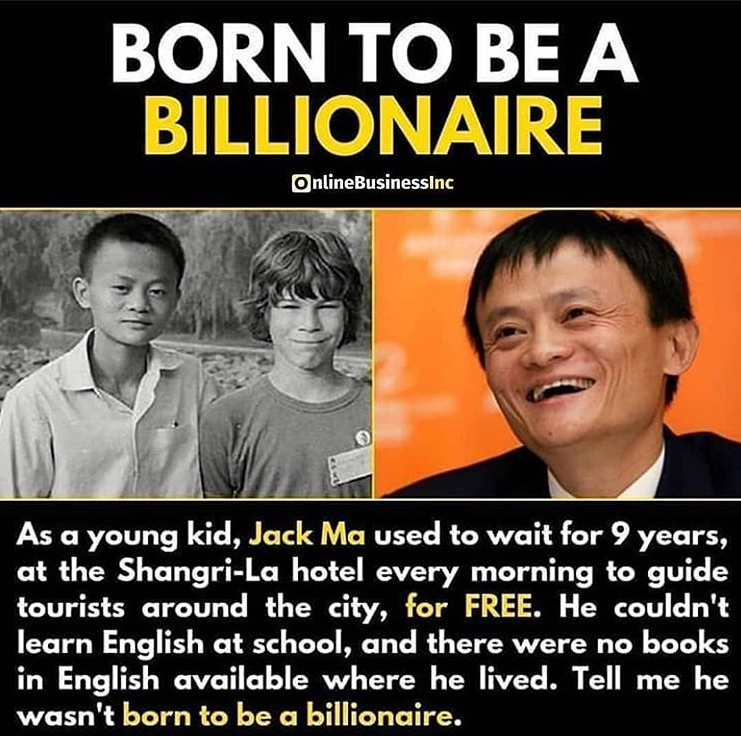 BORN TO BE A
BILLIONAIRE
OnlineBusinessInc
As a young kid, Jack Ma used to wait for 9 years,
at the Shangri-La hotel every morning to guide
tourists around the city, for FREE. He couldn't
learn English at school, and there were no books
in English available where he lived. Tell me he
wasn't born to be a billionaire.